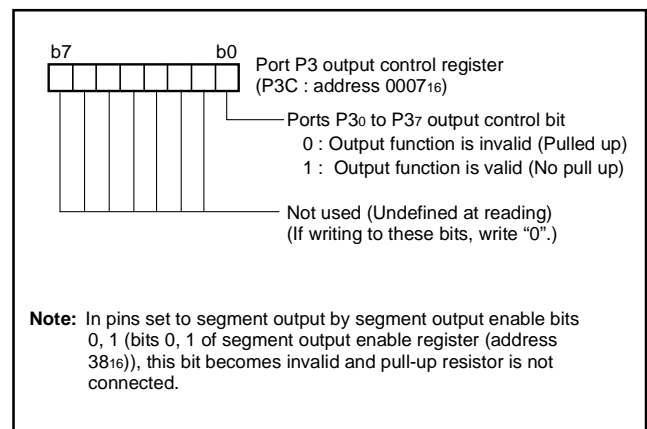 b7 b0
Port P3 output control register
(P3C : address 000716)
Ports P30 to P37 output control bit
0 : Output function is invalid (Pulled up)
1 : Output function is valid (No pull up)
Not used (Undefined at reading)
(If writing to these bits, write “0”.)
Note: In pins set to segment output by segment output enable bits
0, 1 (bits 0, 1 of segment output enable register (address
3816)), this bit becomes invalid and pull-up resistor is not
connected.